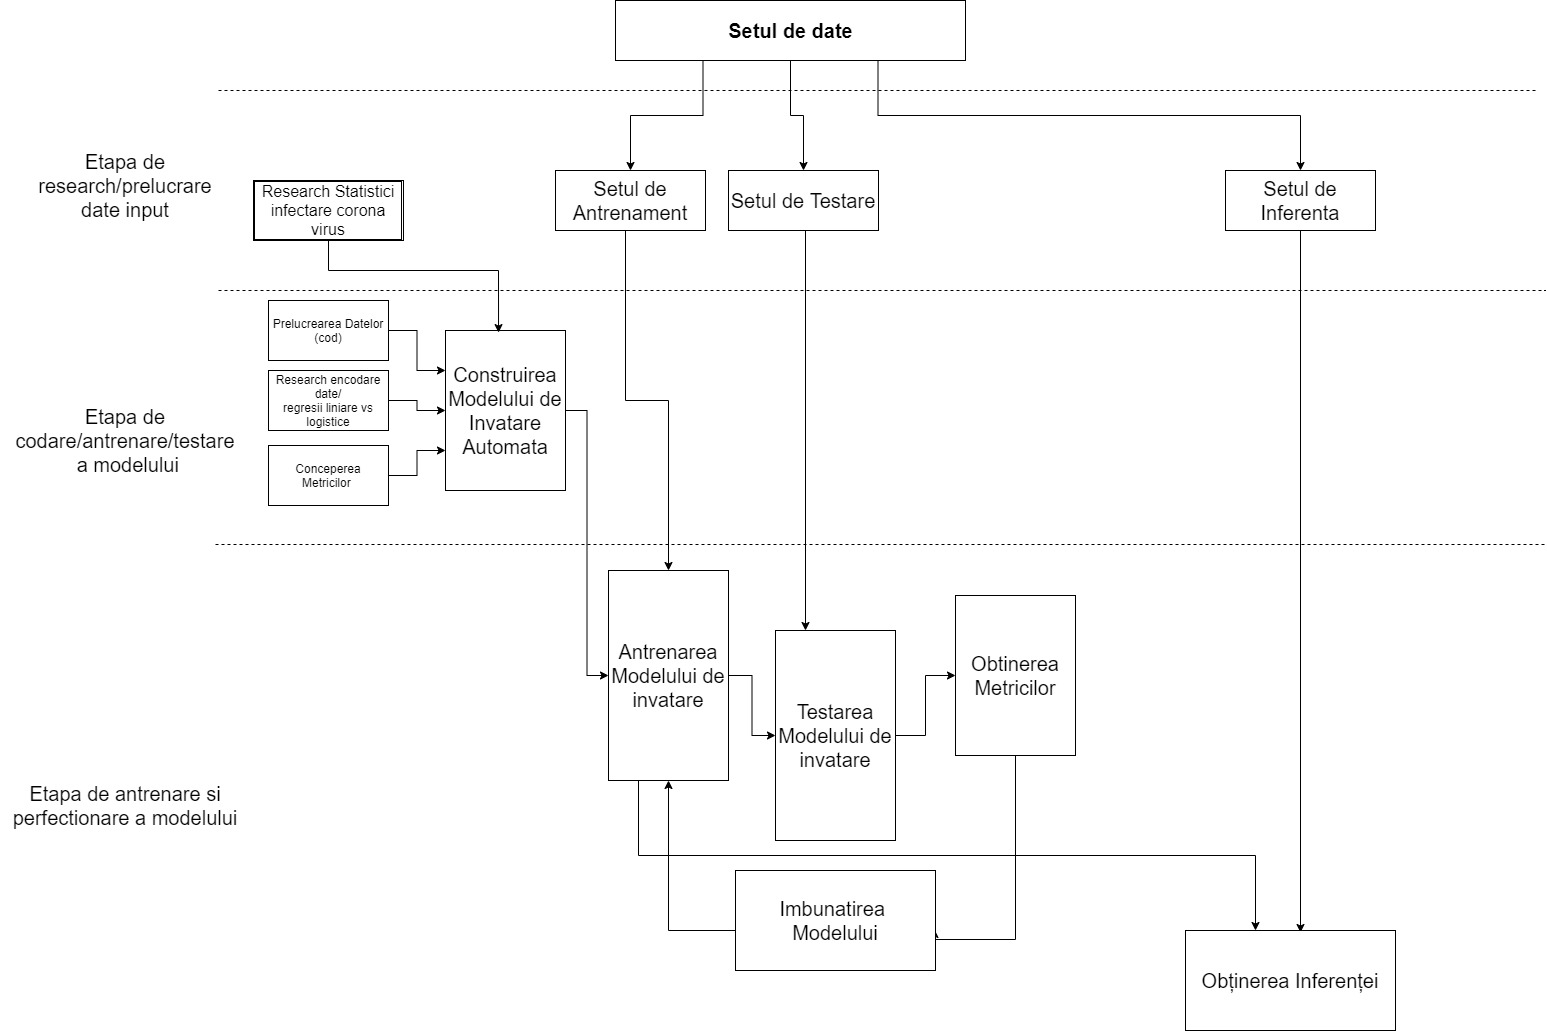 Setul de date
Etapa de
research/prelucrare
date input
Research Statistici
infectare corona
virus
Setul de
Antrenament
Setul de Testare
Setul de
Inferenta
Etapa de
codare/antrenare/testare
a modelului
Prelucrearea Datelor
(cod)
Research encodare
date/
regresii liniare vs
logistice
Conceperea
Metricilor
Construirea
Modelului de
Invatare
Automata
Etapa de antrenare si
perfectionare a modelului
Antrenarea
Modelului de
invatare
Testarea
Modelului de
invatare
Obtinerea
Metricilor
Imbunatirea
Modelului
Obținerea Inferenței